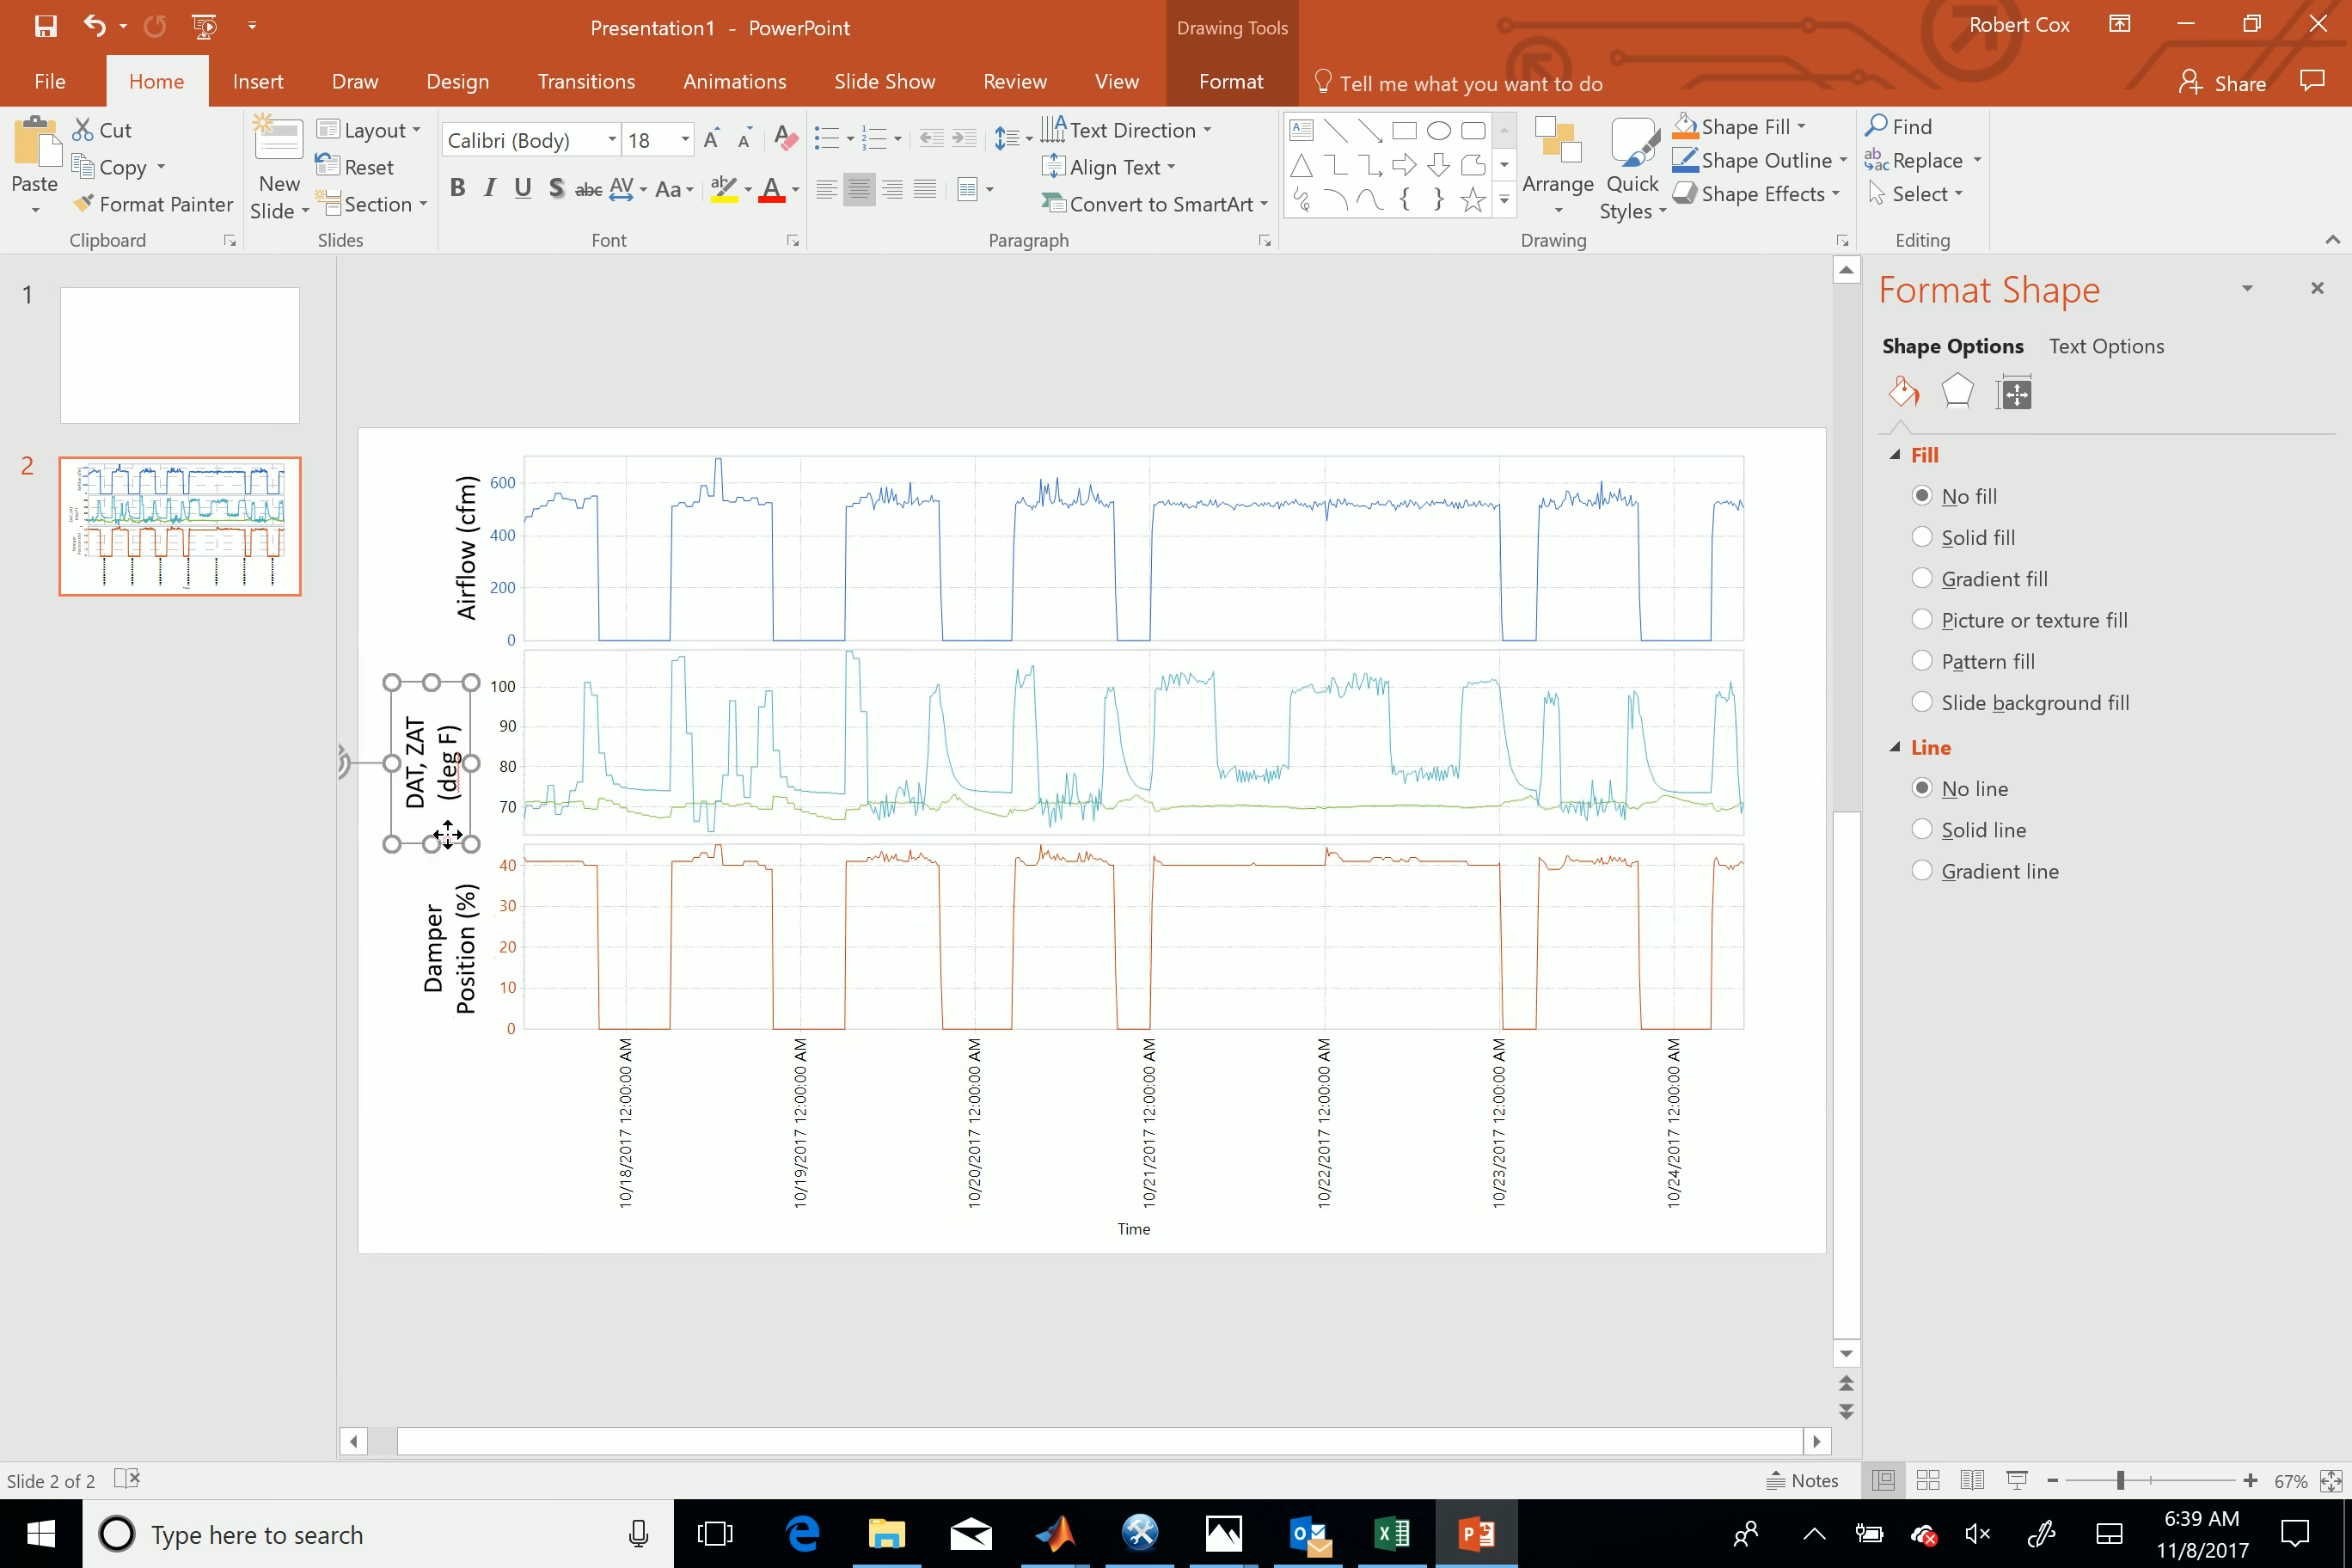 Presentation1 - PowerPoint
Drawing Tools
Robert Cox
File
Home
Insert
Draw
Design
Transitions
Animations
Slide Show
Review
View
Format
Tell me what you want to do
Share
Paste
Cut
Copy
Format Painter
Clipboard
New
Slide
Layout
Reset
Section
Slides
Calibri (Body)
18
B I U S abc AV Aa A
Font
Text Direction
Align Text
Convert to SmartArt
Paragraph
Arrange
Quick
Styles
Shape Fill
Shape Outline
Shape Effects
Drawing
Find
Replace
Select
Editing
1
2
Airflow (cfm)
600
400
200
0
DAT, ZAT
(deg F)
100
90
80
70
Damper
Position (%)
40
30
20
10
0
10/18/2017 12:00:00 AM
10/19/2017 12:00:00 AM
10/20/2017 12:00:00 AM
10/21/2017 12:00:00 AM
10/22/2017 12:00:00 AM
10/23/2017 12:00:00 AM
10/24/2017 12:00:00 AM
Time
Format Shape
Shape Options
Text Options
Fill
No fill
Solid fill
Gradient fill
Picture or texture fill
Pattern fill
Slide background fill
Line
No line
Solid line
Gradient line
Slide 2 of 2
Notes
67%
Type here to search
6:39 AM
11/8/2017